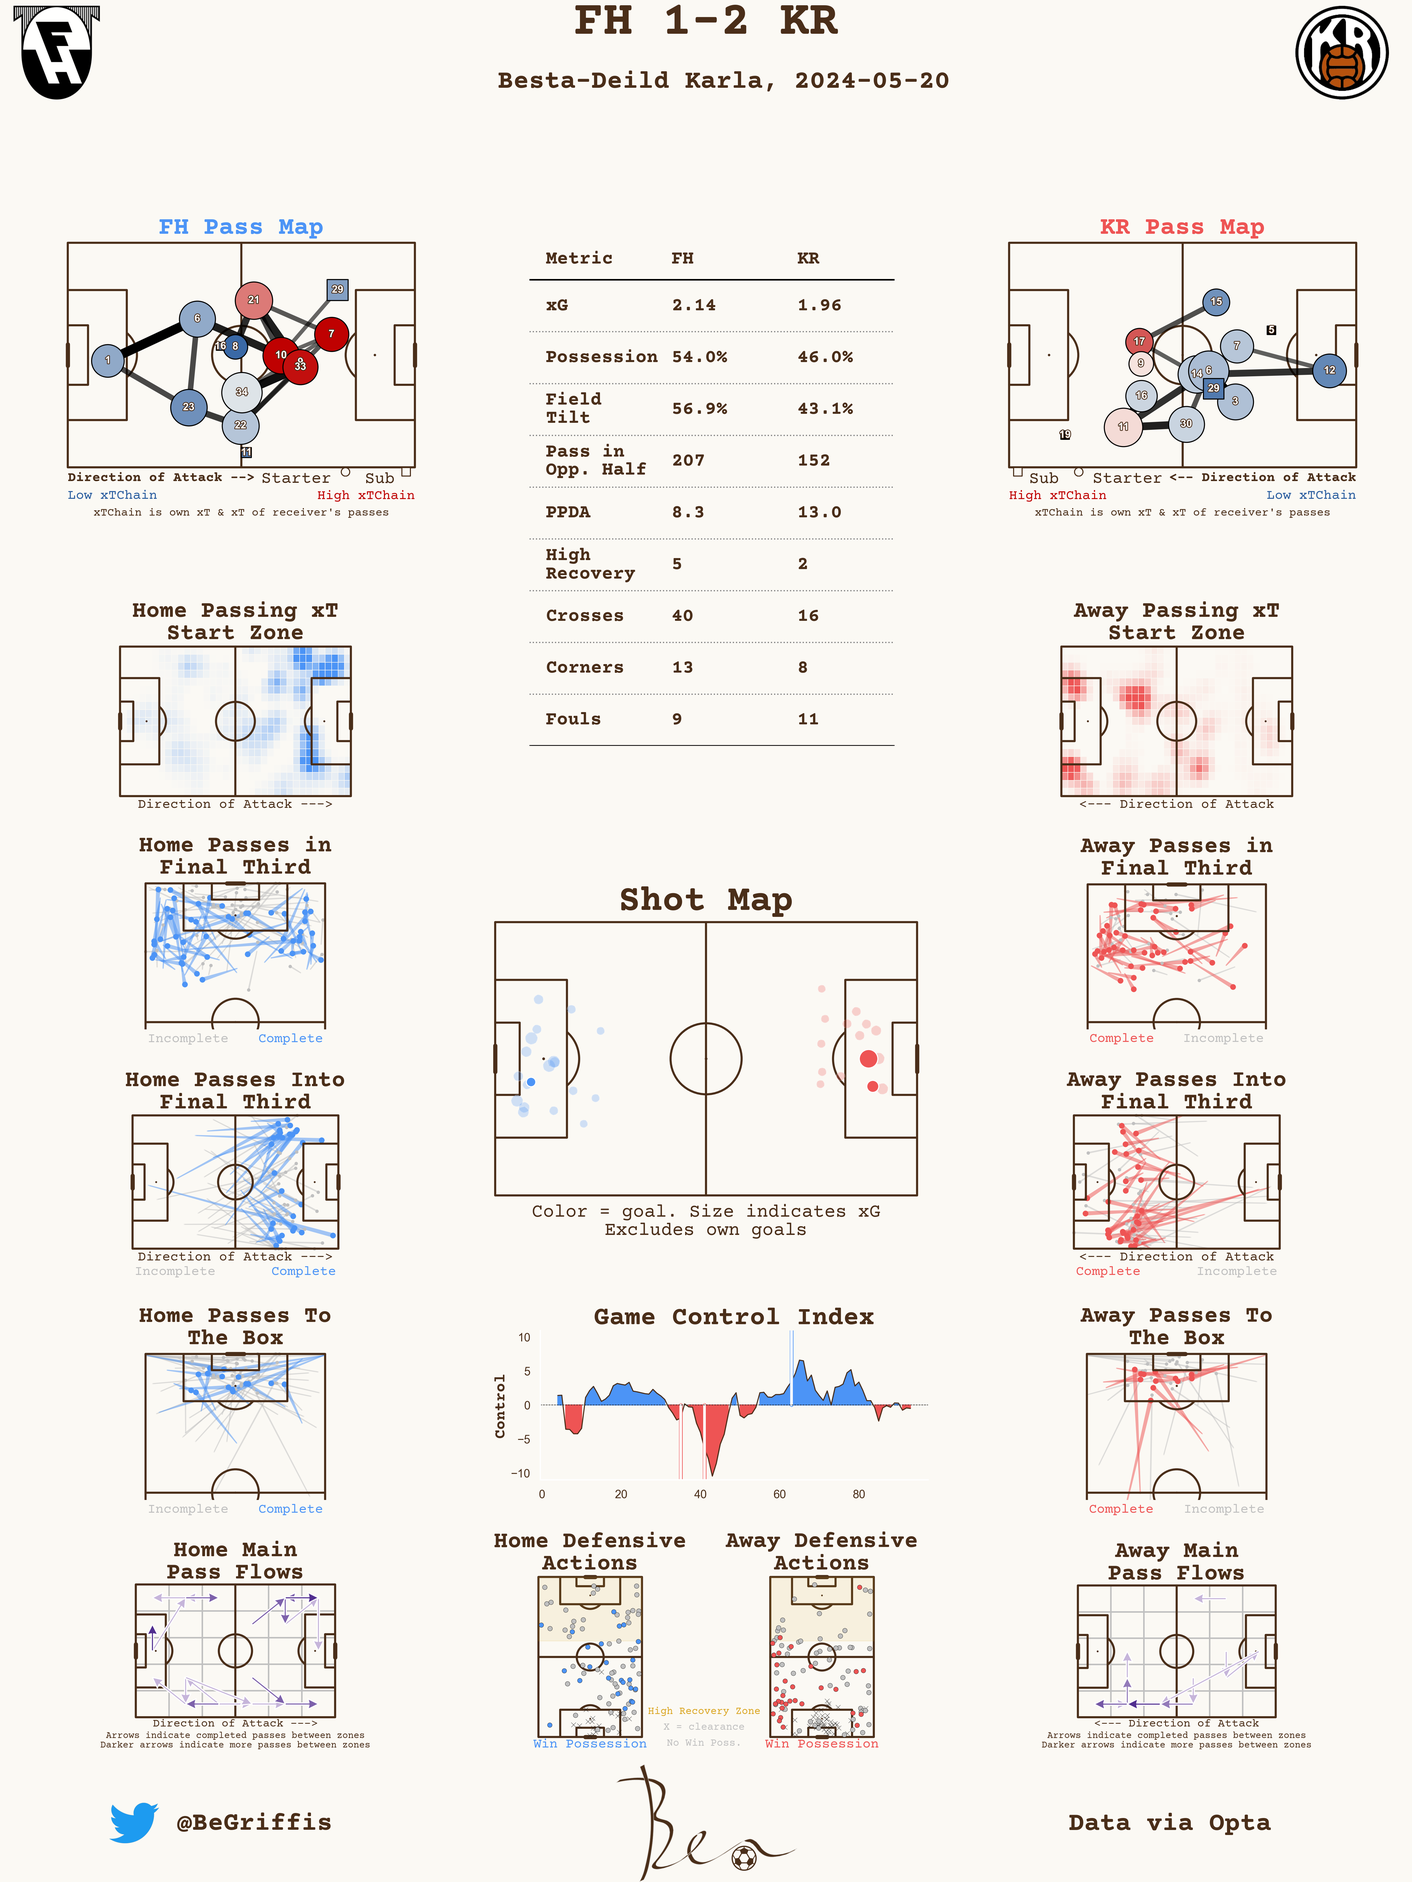 FH 1-2 KR
Besta-Deild Karla, 2024-05-20
FH
KR
FH Pass Map
1
6
23
16
8
21
34
22
11
10
9
33
7
29
Direction of Attack --> Starter Sub
Low xTChain High xTChain
xTChain is own xT & xT of receiver's passes
Metric FH KR
xG 2.14 1.96
Possession 54.0% 46.0%
Field
Tilt 56.9% 43.1%
Pass in
Opp. Half 207 152
PPDA 8.3 13.0
High
Recovery 5 2
Crosses 40 16
Corners 13 8
Fouls 9 11
KR Pass Map
15
5
17
7
9
14
6
12
29
16
3
11
30
19
Sub Starter <-- Direction of Attack
High xTChain Low xTChain
xTChain is own xT & xT of receiver's passes
Home Passing xT
Start Zone
Direction of Attack --->
Away Passing xT
Start Zone
<--- Direction of Attack
Home Passes in
Final Third
Incomplete Complete
Away Passes in
Final Third
Complete Incomplete
Shot Map
Color = goal. Size indicates xG
Excludes own goals
Home Passes Into
Final Third
Direction of Attack --->
Incomplete Complete
Away Passes Into
Final Third
<--- Direction of Attack
Complete Incomplete
Home Passes To
The Box
Incomplete Complete
Game Control Index
Control
10
5
0
−5
−10
0 20 40 60 80
Away Passes To
The Box
Complete Incomplete
Home Main
Pass Flows
Direction of Attack --->
Arrows indicate completed passes between zones
Darker arrows indicate more passes between zones
Home Defensive
Actions
Win Possession
Away Defensive
Actions
Win Possession
High Recovery Zone
X = clearance
No Win Poss.
Away Main
Pass Flows
<--- Direction of Attack
Arrows indicate completed passes between zones
Darker arrows indicate more passes between zones
@BeGriffis
Ben
Data via Opta